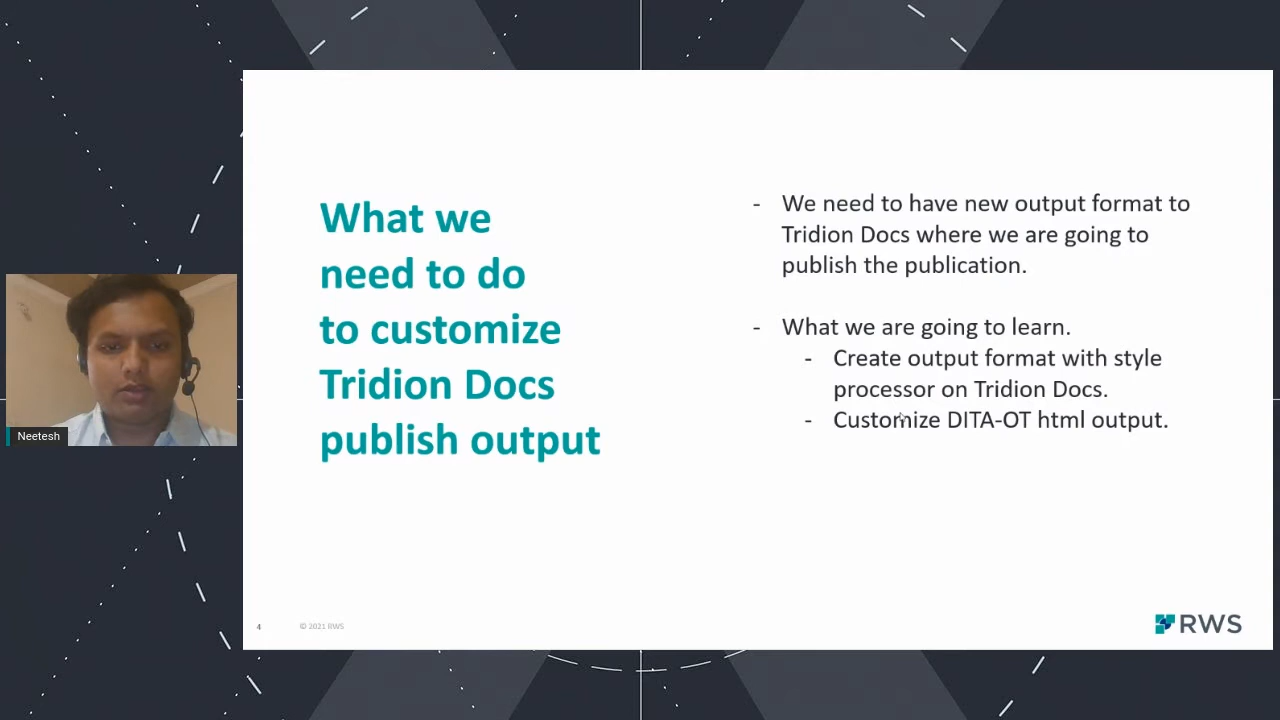 What we
need to do
to customize
Tridion Docs
publish output
- We need to have new output format to
Tridion Docs where we are going to
publish the publication.
- What we are going to learn.
- Create output format with style
processor on Tridion Docs.
- Customize DITA-OT html output.
Neetesh
4
© 2021 RWS
RWS